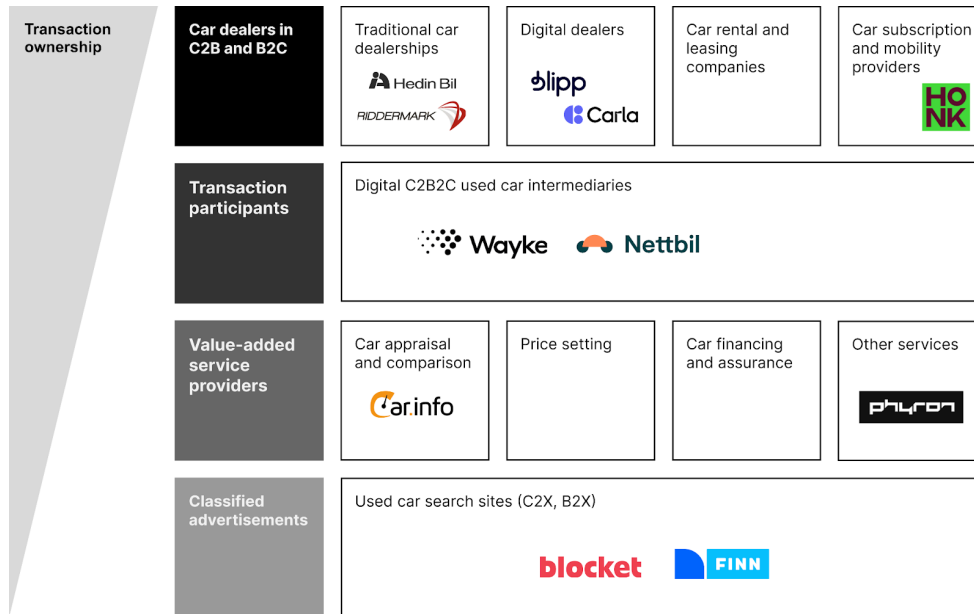 Transaction
ownership
Car dealers in
C2B and B2C
Traditional car
dealerships
Hedin Bil
RIDDERMARK
Digital dealers
blipp
Carla
Car rental and
leasing
companies
Car subscription
and mobility
providers
HO
NK
Transaction
participants
Digital C2B2C used car intermediaries
Wayke
Nettbil
Value-added
service
providers
Car appraisal
and comparison
Car.info
Price setting
Car financing
and assurance
Other services
phyron
Classified
advertisements
Used car search sites (C2X, B2X)
blocket
FINN